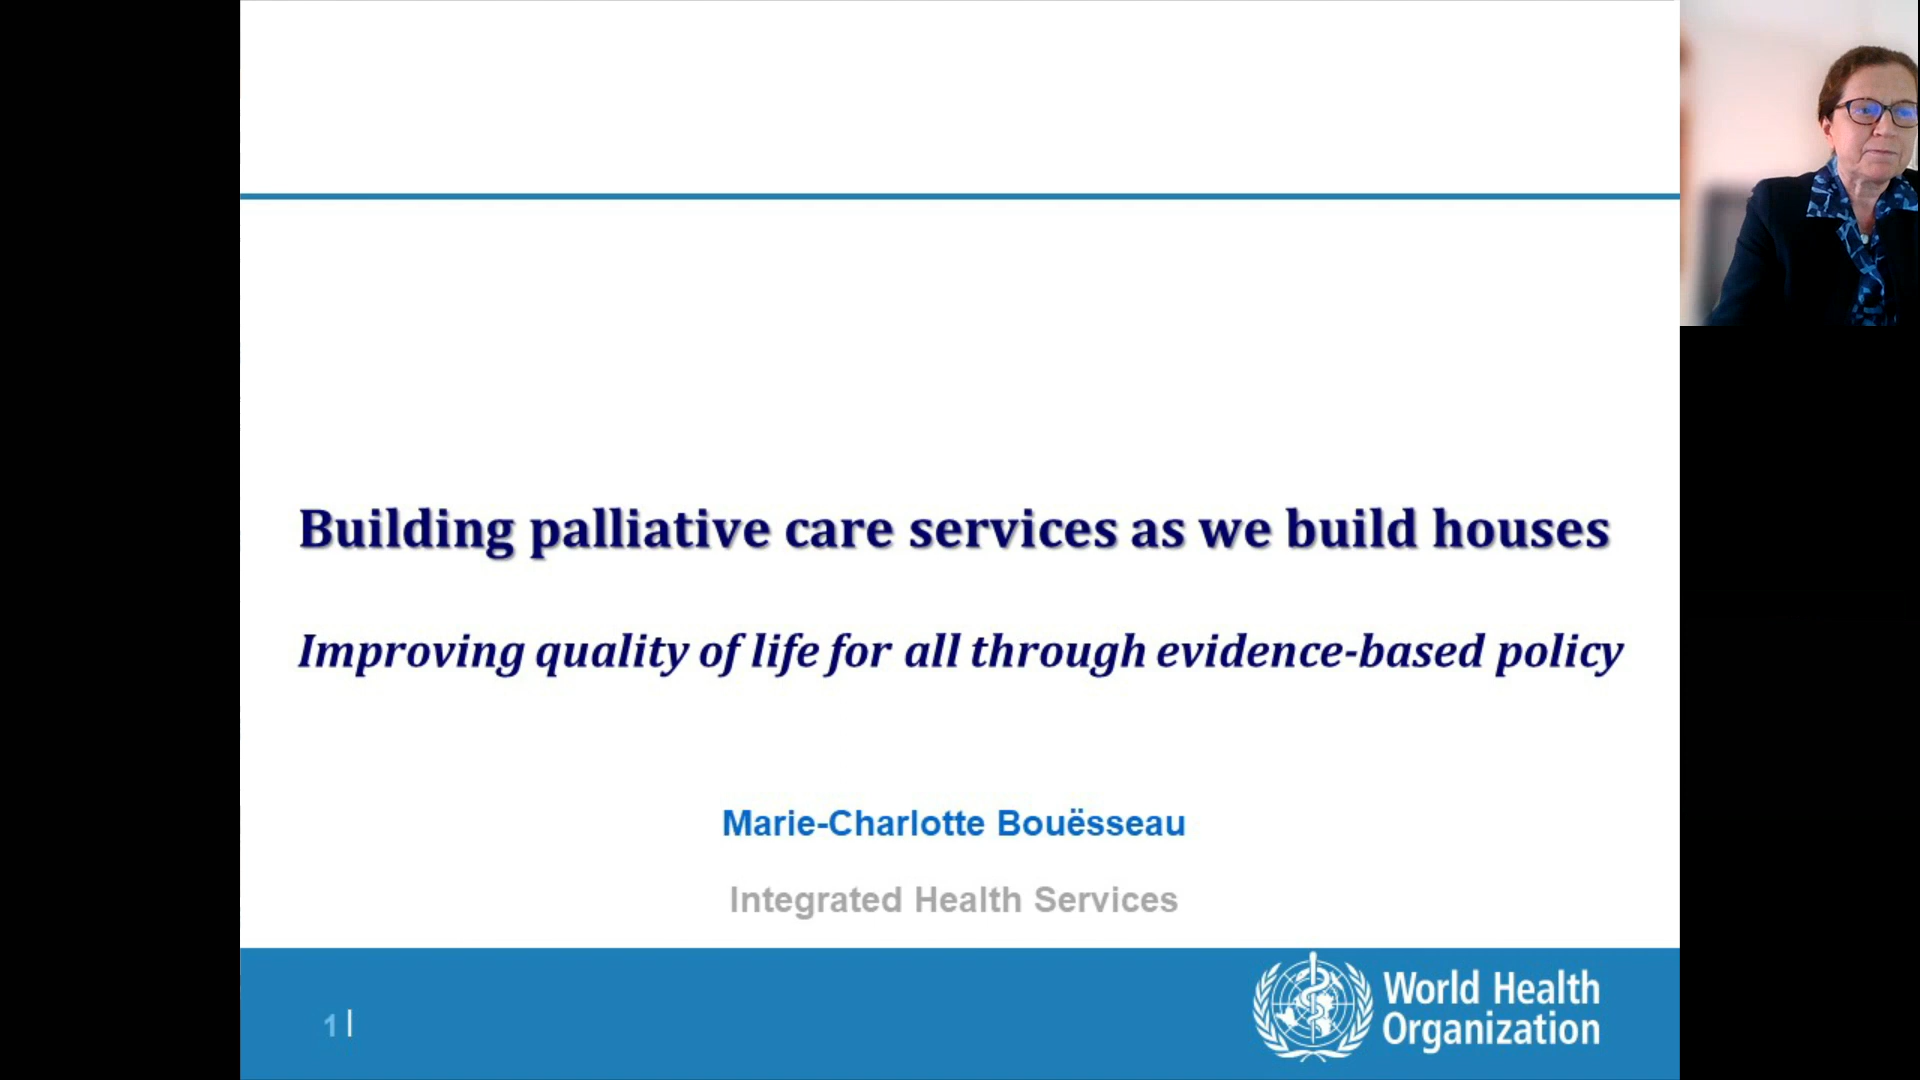 Building palliative care services as we build houses
Improving quality of life for all through evidence-based policy
Marie-Charlotte Bouësseau
Integrated Health Services
1 |
World Health
Organization